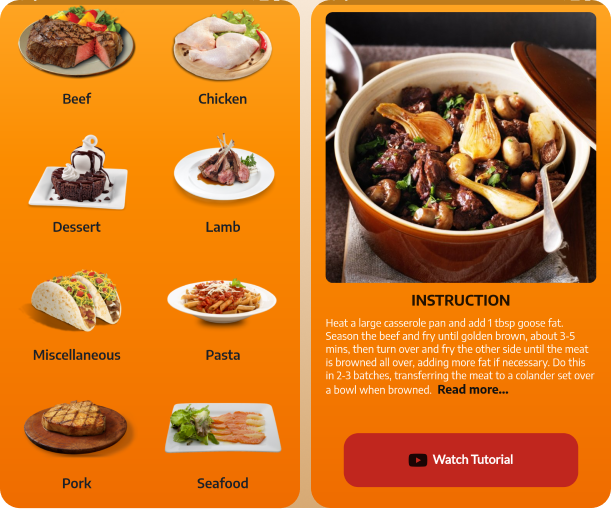 Beef
Chicken
Dessert
Lamb
Miscellaneous
Pasta
Pork
Seafood
INSTRUCTION
Heat a large casserole pan and add 1 tbsp goose fat.
Season the beef and fry until golden brown, about 3-5
mins, then turn over and fry the other side until the meat
is browned all over, adding more fat if necessary. Do this
in 2-3 batches, transferring the meat to a colander set over
a bowl when browned. Read more...
Watch Tutorial